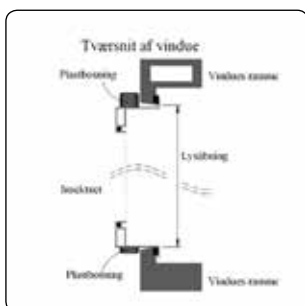 Tværsnit af vindue
Plastbøsning
Vindues ramme
Lysåbning
Insektnet
Plastbøsning
Vindues ramme